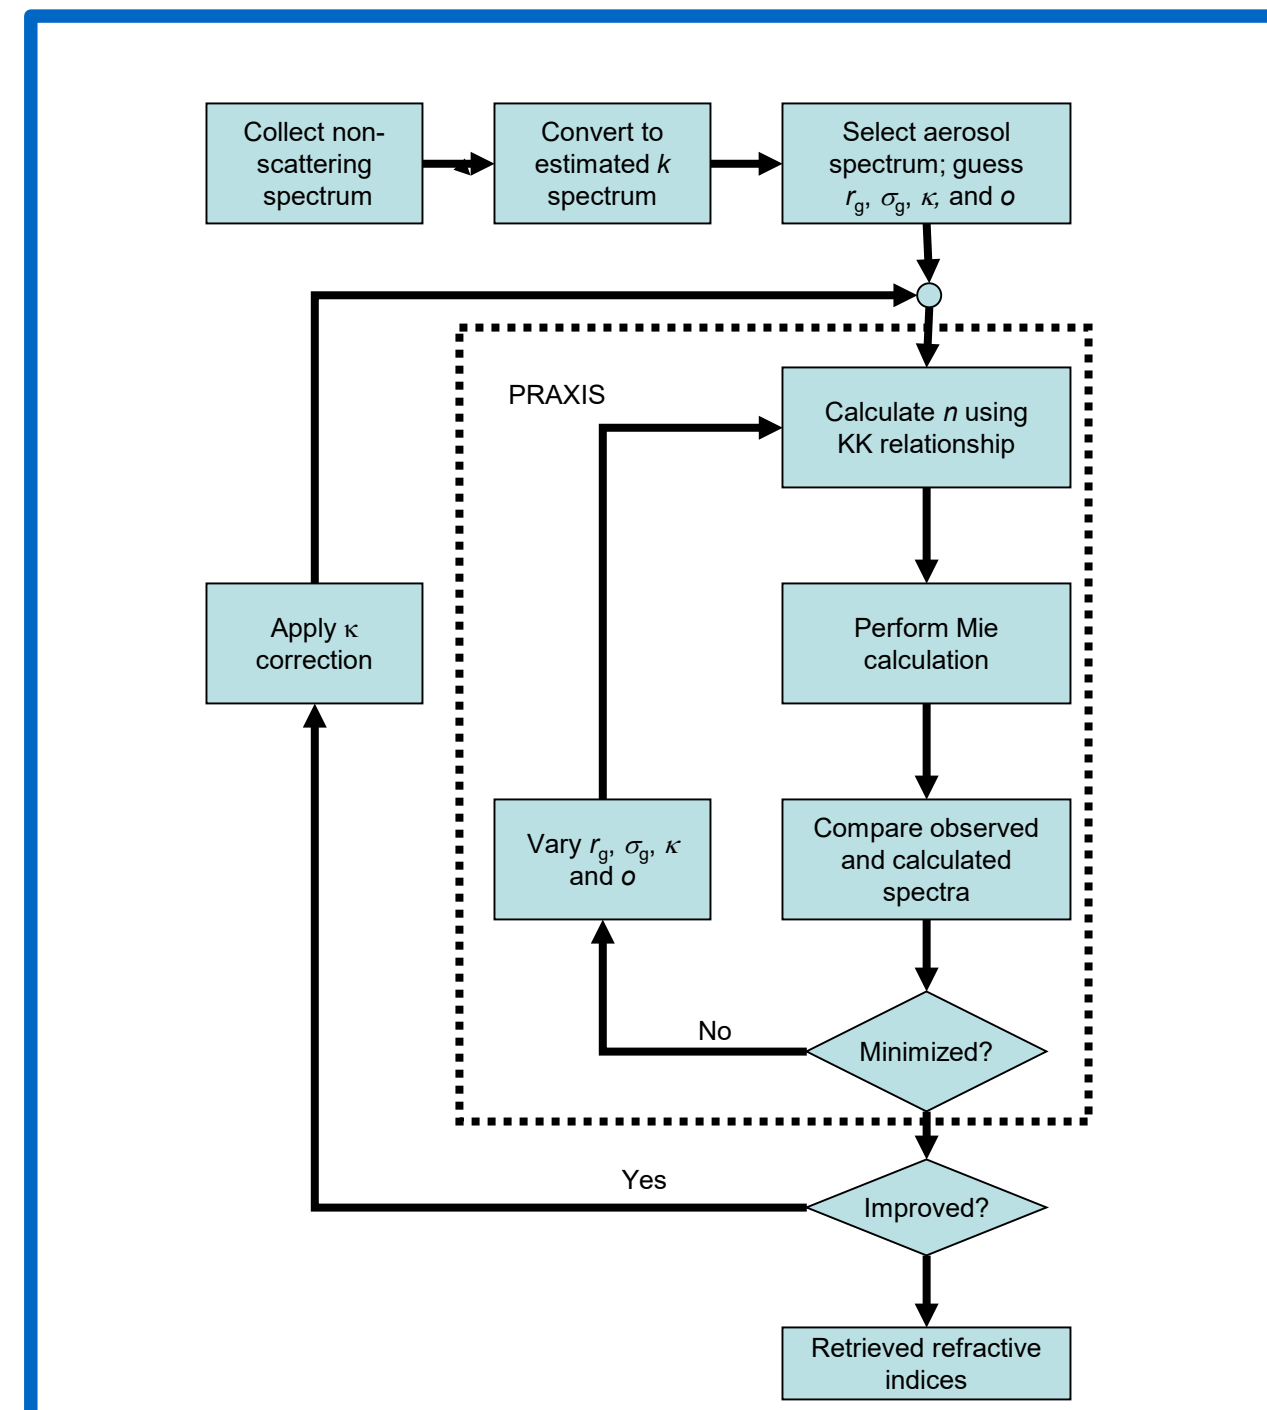 Collect non-
scattering
spectrum
Convert to
estimated k
spectrum
Select aerosol
spectrum; guess
rg, σg, κ, and o
PRAXIS
Calculate n using
KK relationship
Apply κ
correction
Perform Mie
calculation
Vary rg, σg, κ
and o
Compare observed
and calculated
spectra
No
Minimized?
Yes
Improved?
Retrieved refractive
indices